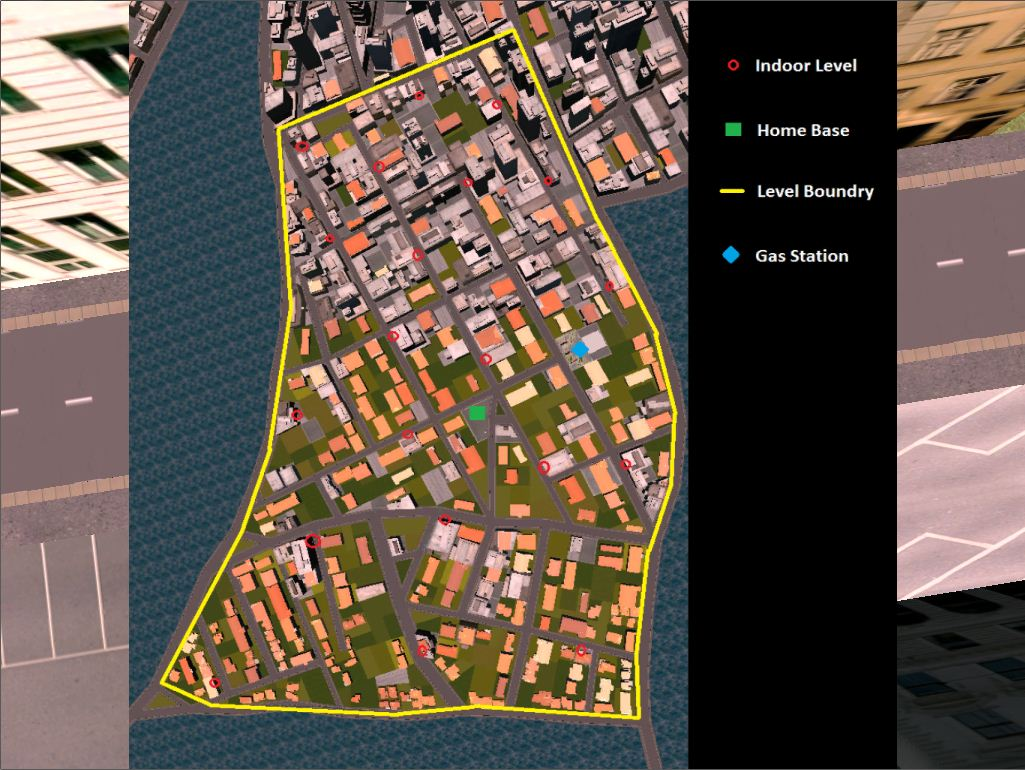 Indoor Level
Home Base
Level Boundry
Gas Station